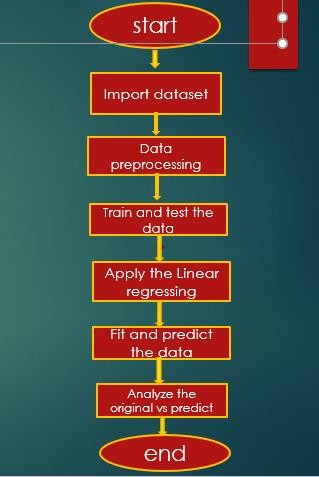 start
Import dataset
Data
preprocessing
Train and test the
data
Apply the Linear
regressing
Fit and predict
the data
Analyze the
original vs predict
end